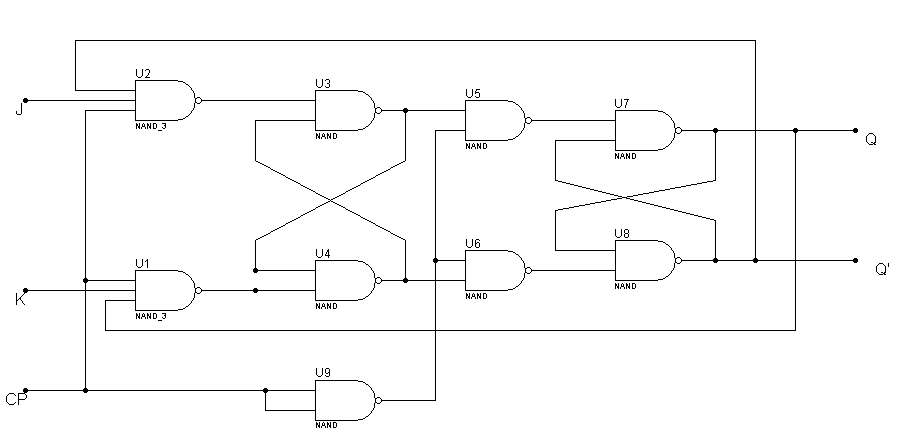 U2
J
NAND_3
U3
NAND
U5
NAND
U7
NAND
Q
U1
K
NAND_3
U4
NAND
U6
NAND
U8
NAND
Q'
U9
CP
NAND